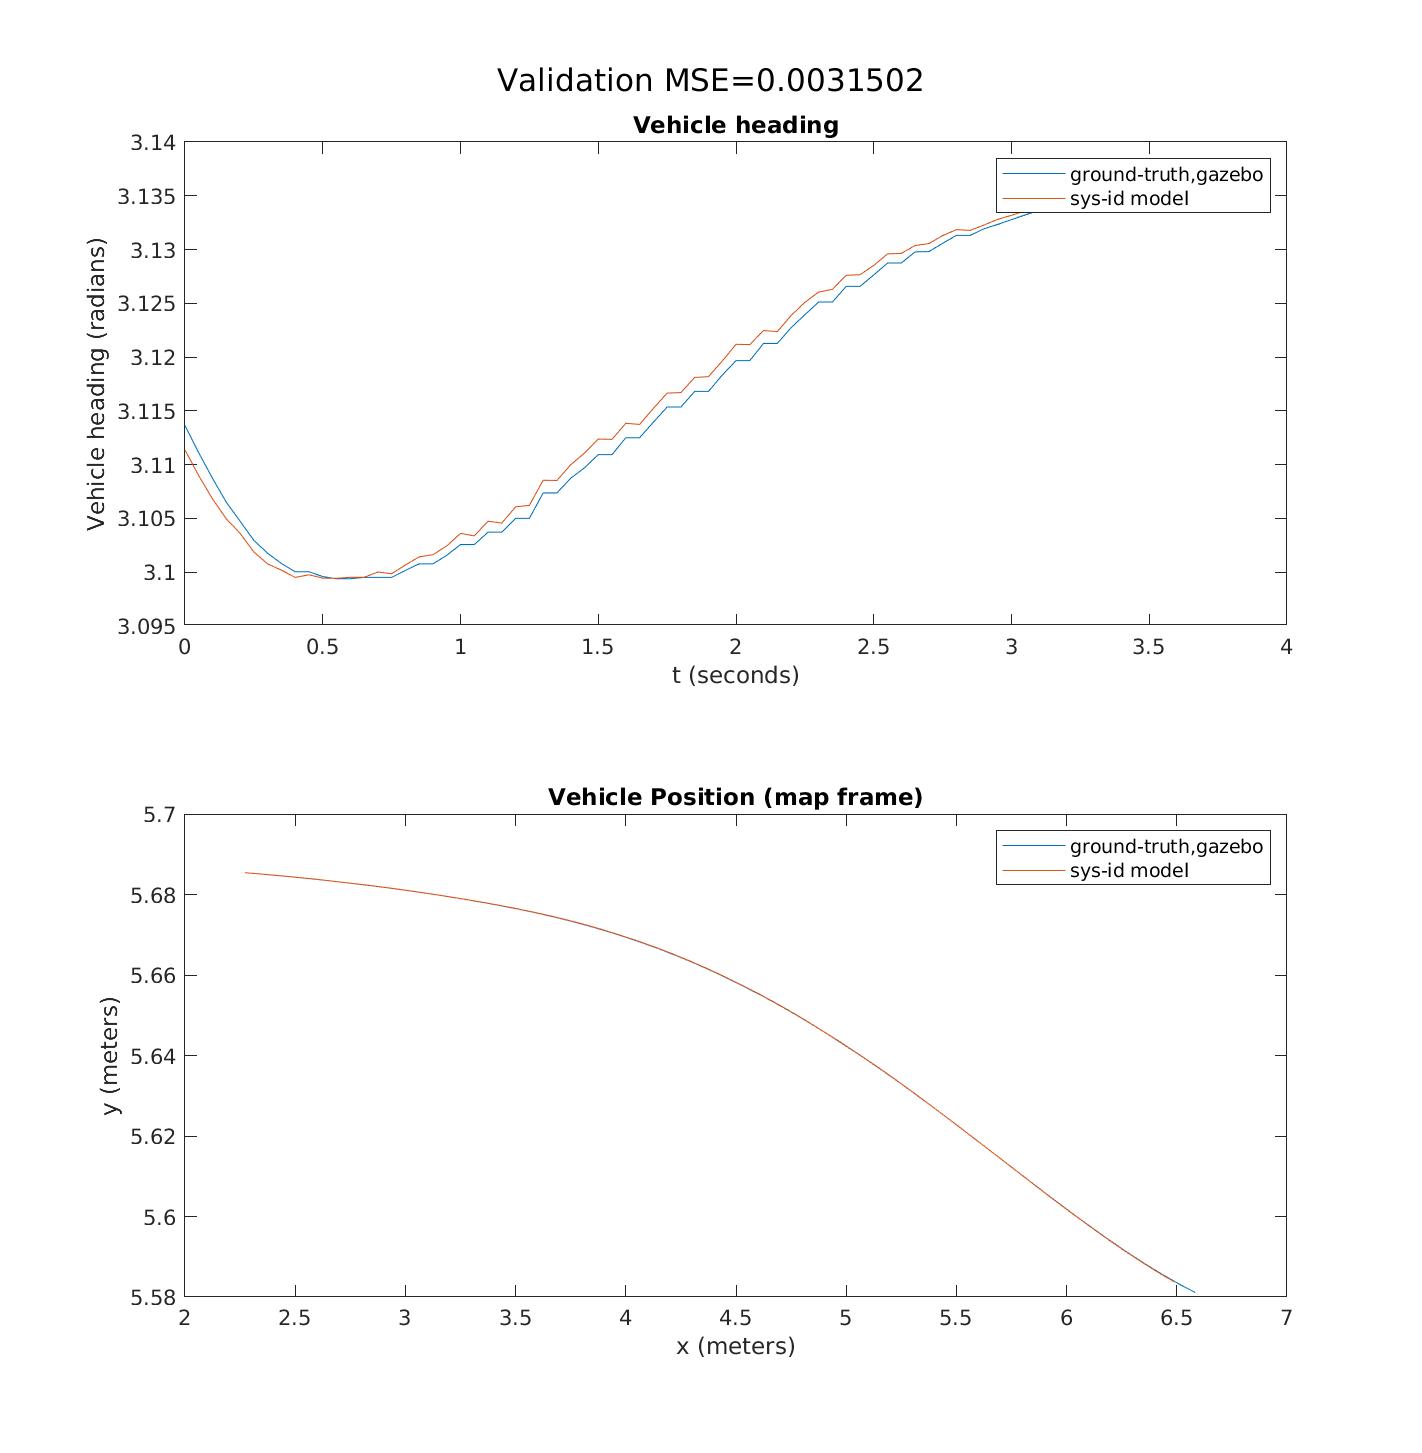 Validation MSE=0.0031502
Vehicle heading
3.14
3.135
3.13
3.125
3.12
3.115
3.11
3.105
3.1
3.095
Vehicle heading (radians)
ground-truth,gazebo
sys-id model
0 0.5 1 1.5 2 2.5 3 3.5 4
t (seconds)
Vehicle Position (map frame)
5.7
5.68
5.66
5.64
5.62
5.6
5.58
y (meters)
ground-truth,gazebo
sys-id model
2 2.5 3 3.5 4 4.5 5 5.5 6 6.5 7
x (meters)